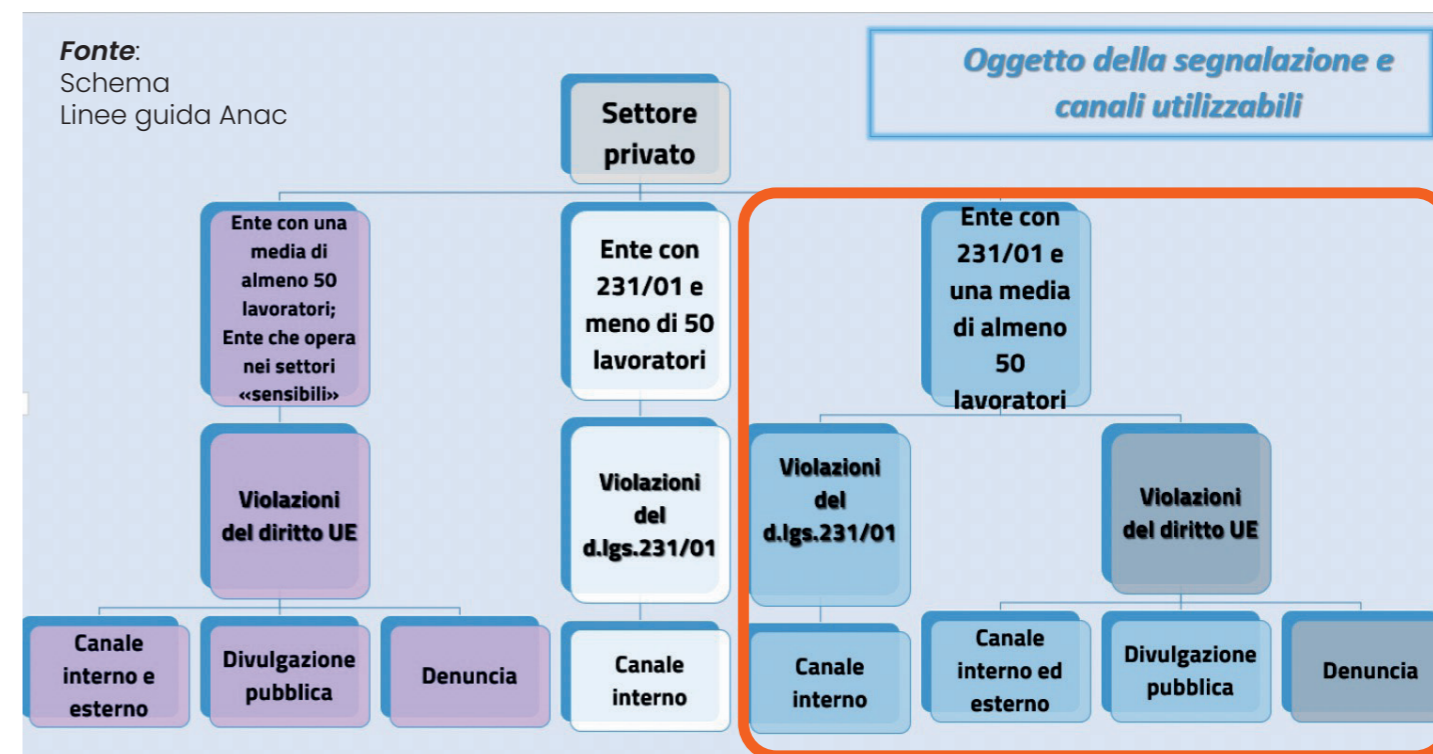 Fonte:
Schema
Linee guida Anac
Oggetto della segnalazione e
canali utilizzabili
Settore
privato
Ente con una
media di
almeno 50
lavoratori;
Ente che opera
nei settori
«sensibili»
Ente con
231/01 e
meno di 50
lavoratori
Ente con
231/01 e
una media
di almeno
50
lavoratori
Violazioni
del diritto UE
Violazioni
del
d.lgs.231/01
Violazioni
del
d.lgs.231/01
Violazioni
del diritto UE
Canale
interno e
esterno
Divulgazione
pubblica
Denuncia
Canale
interno
Canale
interno
Canale
interno ed
esterno
Divulgazione
pubblica
Denuncia